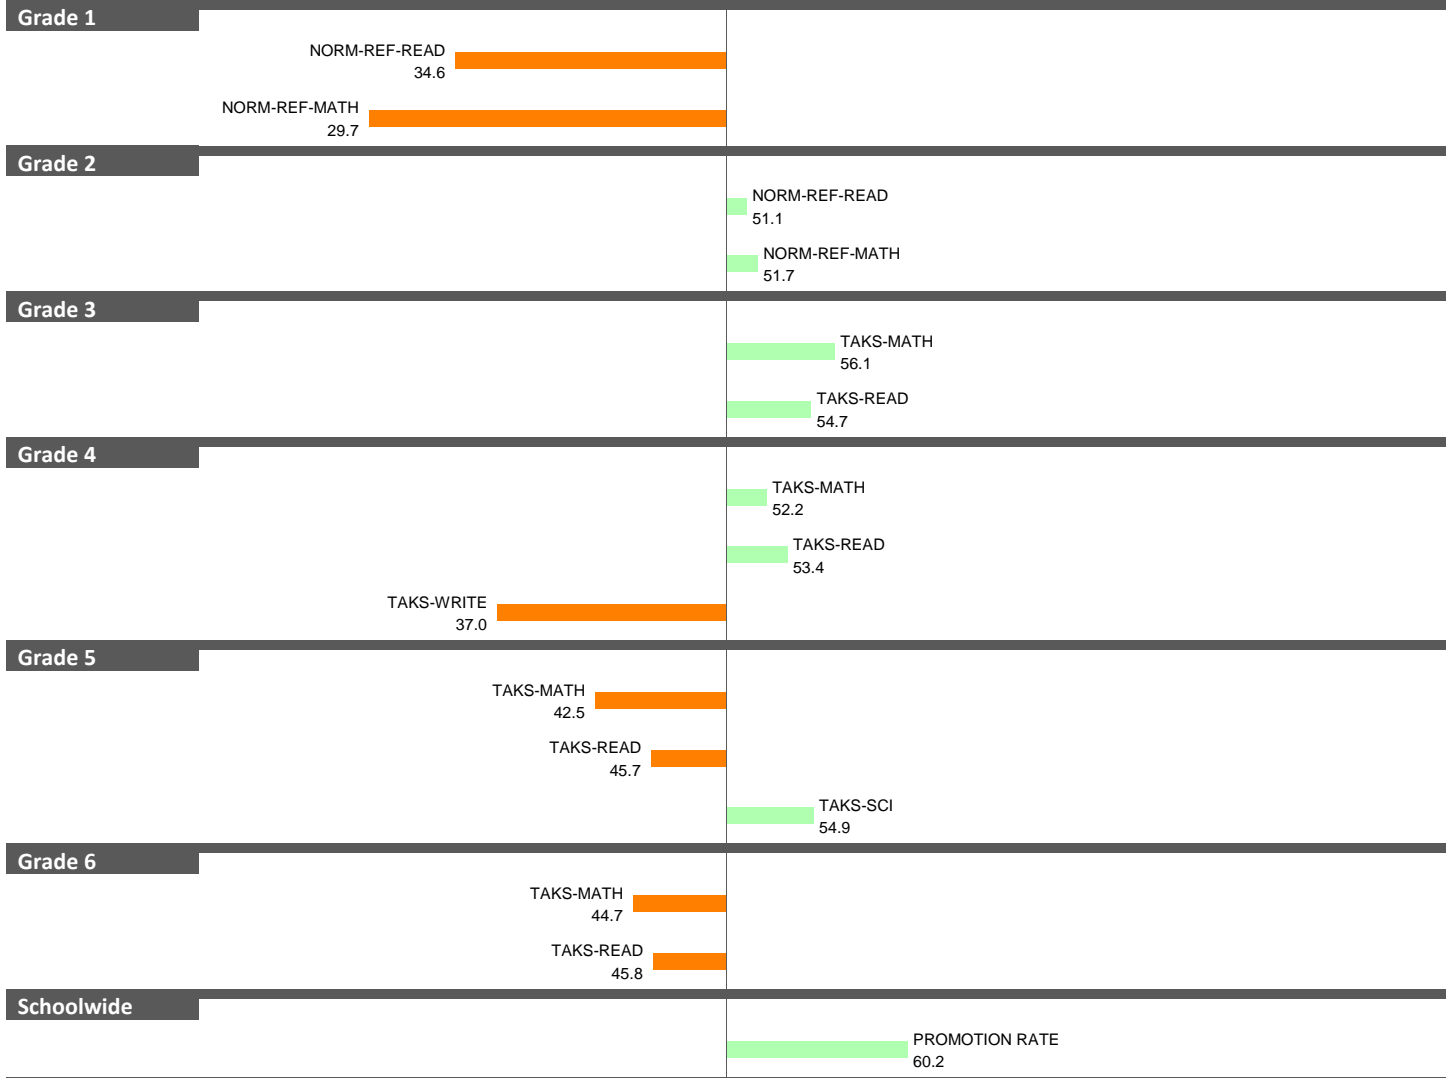 Grade 1
NORM-REF-READ
34.6
NORM-REF-MATH
29.7
Grade 2
NORM-REF-READ
51.1
NORM-REF-MATH
51.7
Grade 3
TAKS-MATH
56.1
TAKS-READ
54.7
Grade 4
TAKS-MATH
52.2
TAKS-READ
53.4
TAKS-WRITE
37.0
Grade 5
TAKS-MATH
42.5
TAKS-READ
45.7
TAKS-SCI
54.9
Grade 6
TAKS-MATH
44.7
TAKS-READ
45.8
Schoolwide
PROMOTION RATE
60.2